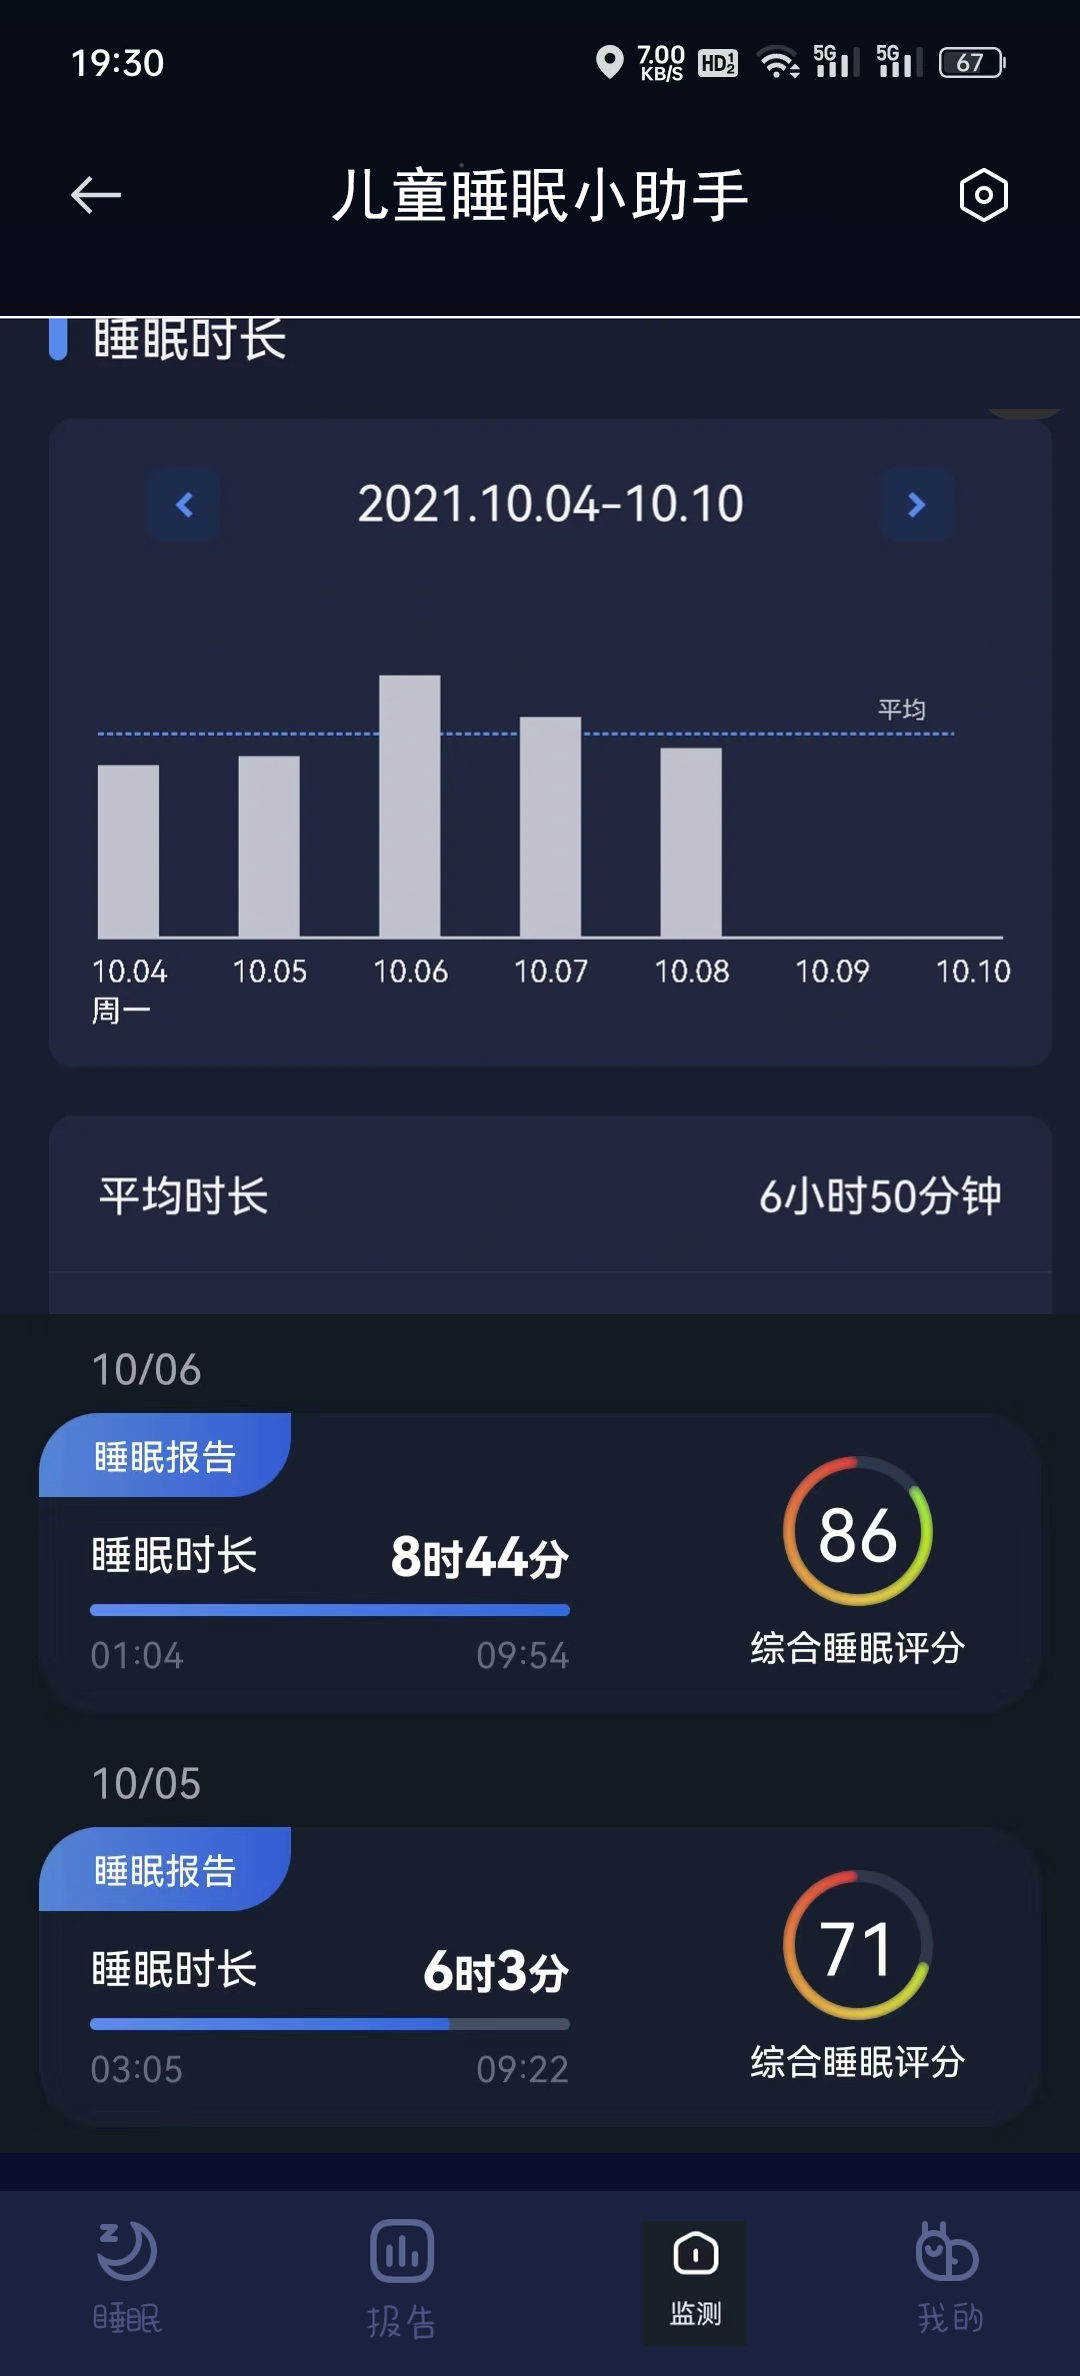 19:30
7.00 KB/S
HD 1 2
5G
5G
67
儿童睡眠小助手
睡眠时长
2021.10.04-10.10
平均
10.04 10.05 10.06 10.07 10.08 10.09 10.10
周一
平均时长 6小时50分钟
10/06
睡眠报告
睡眠时长 8时44分
86
01:04 09:54
综合睡眠评分
10/05
睡眠报告
睡眠时长 6时3分
71
03:05 09:22
综合睡眠评分
睡眠 报告 监测 我的